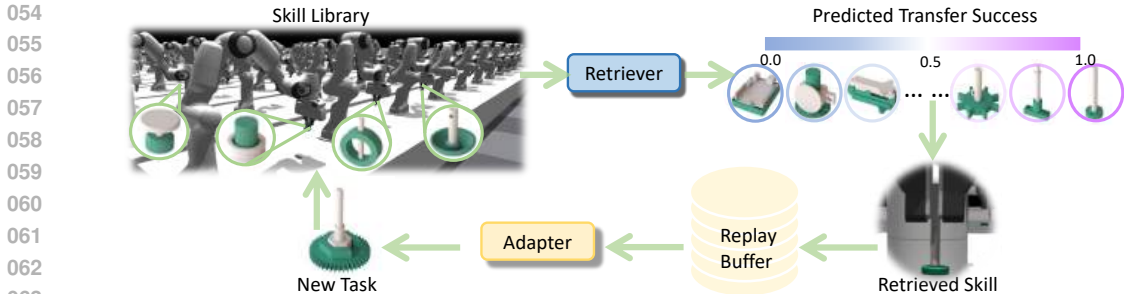 054
055
056
057
058
059
060
061
062
Skill Library
Predicted Transfer Success
Retriever
0.0
0.5
1.0
... ...
Adapter
Replay
Buffer
New Task
Retrieved Skill